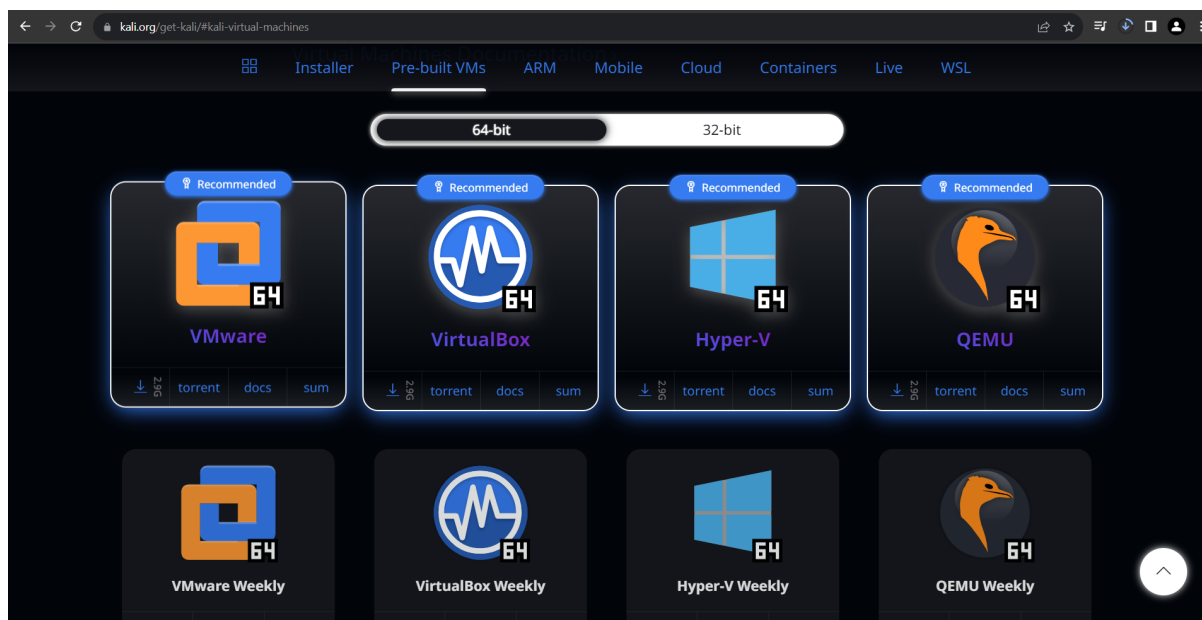 kali.org/get-kali/#kali-virtual-machines
Virtual Machines Documentation
Installer Pre-built VMs ARM Mobile Cloud Containers Live WSL
64-bit 32-bit
Recommended Recommended Recommended Recommended
64 64 64 64
VMware VirtualBox Hyper-V QEMU
2.9G torrent docs sum 2.9G torrent docs sum 2.9G torrent docs sum 2.9G torrent docs sum
64 64 64 64
VMware Weekly VirtualBox Weekly Hyper-V Weekly QEMU Weekly